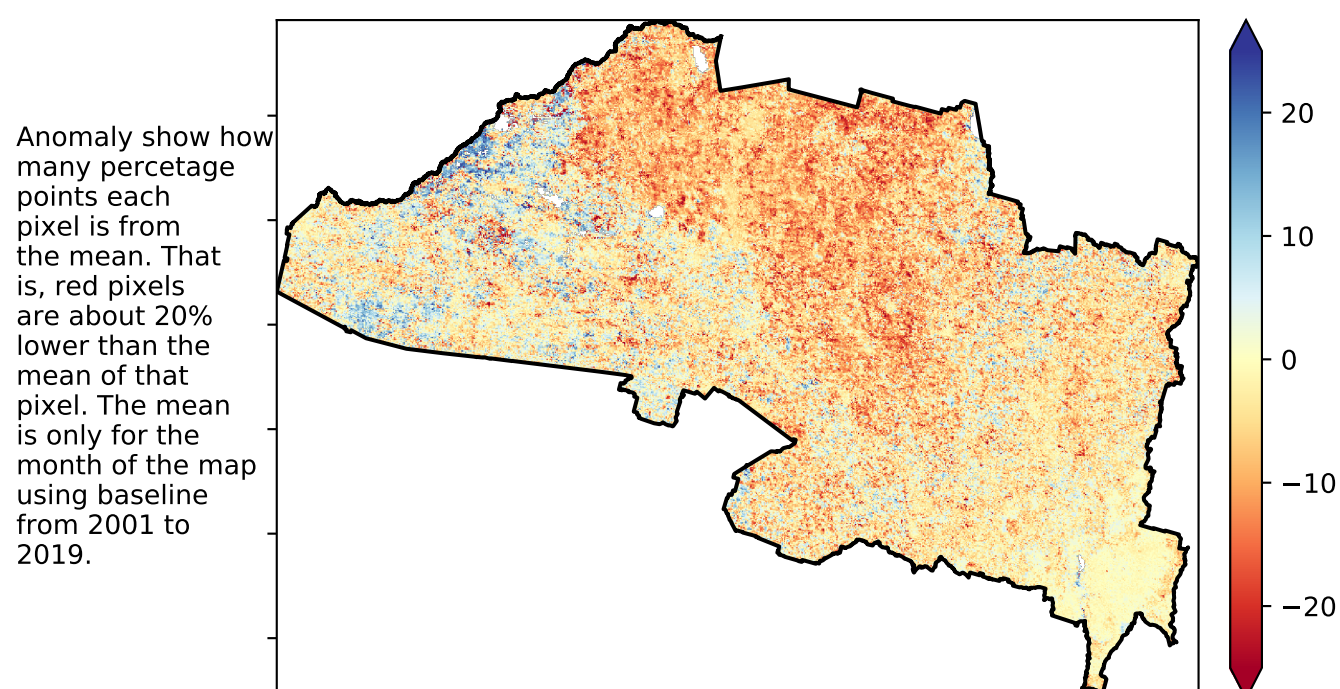 Anomaly show how
many percetage
points each
pixel is from
the mean. That
is, red pixels
are about 20%
lower than the
mean of that
pixel. The mean
is only for the
month of the map
using baseline
from 2001 to
2019.
20
10
0
−10
−20